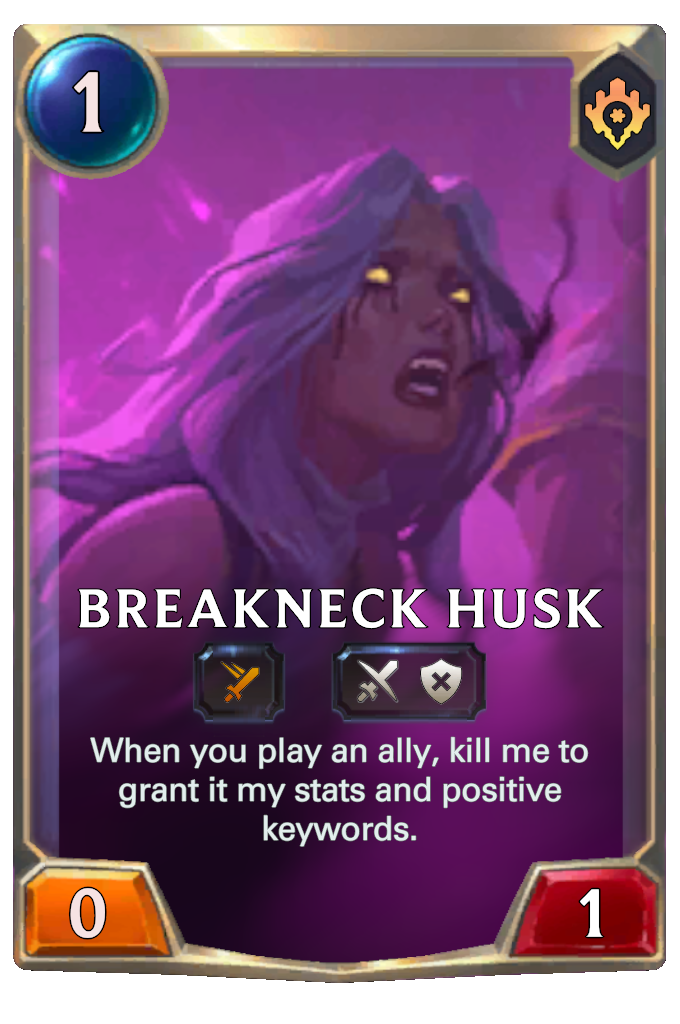 1
BREAKNECK HUSK
When you play an ally, kill me to
grant it my stats and positive
keywords.
0
1